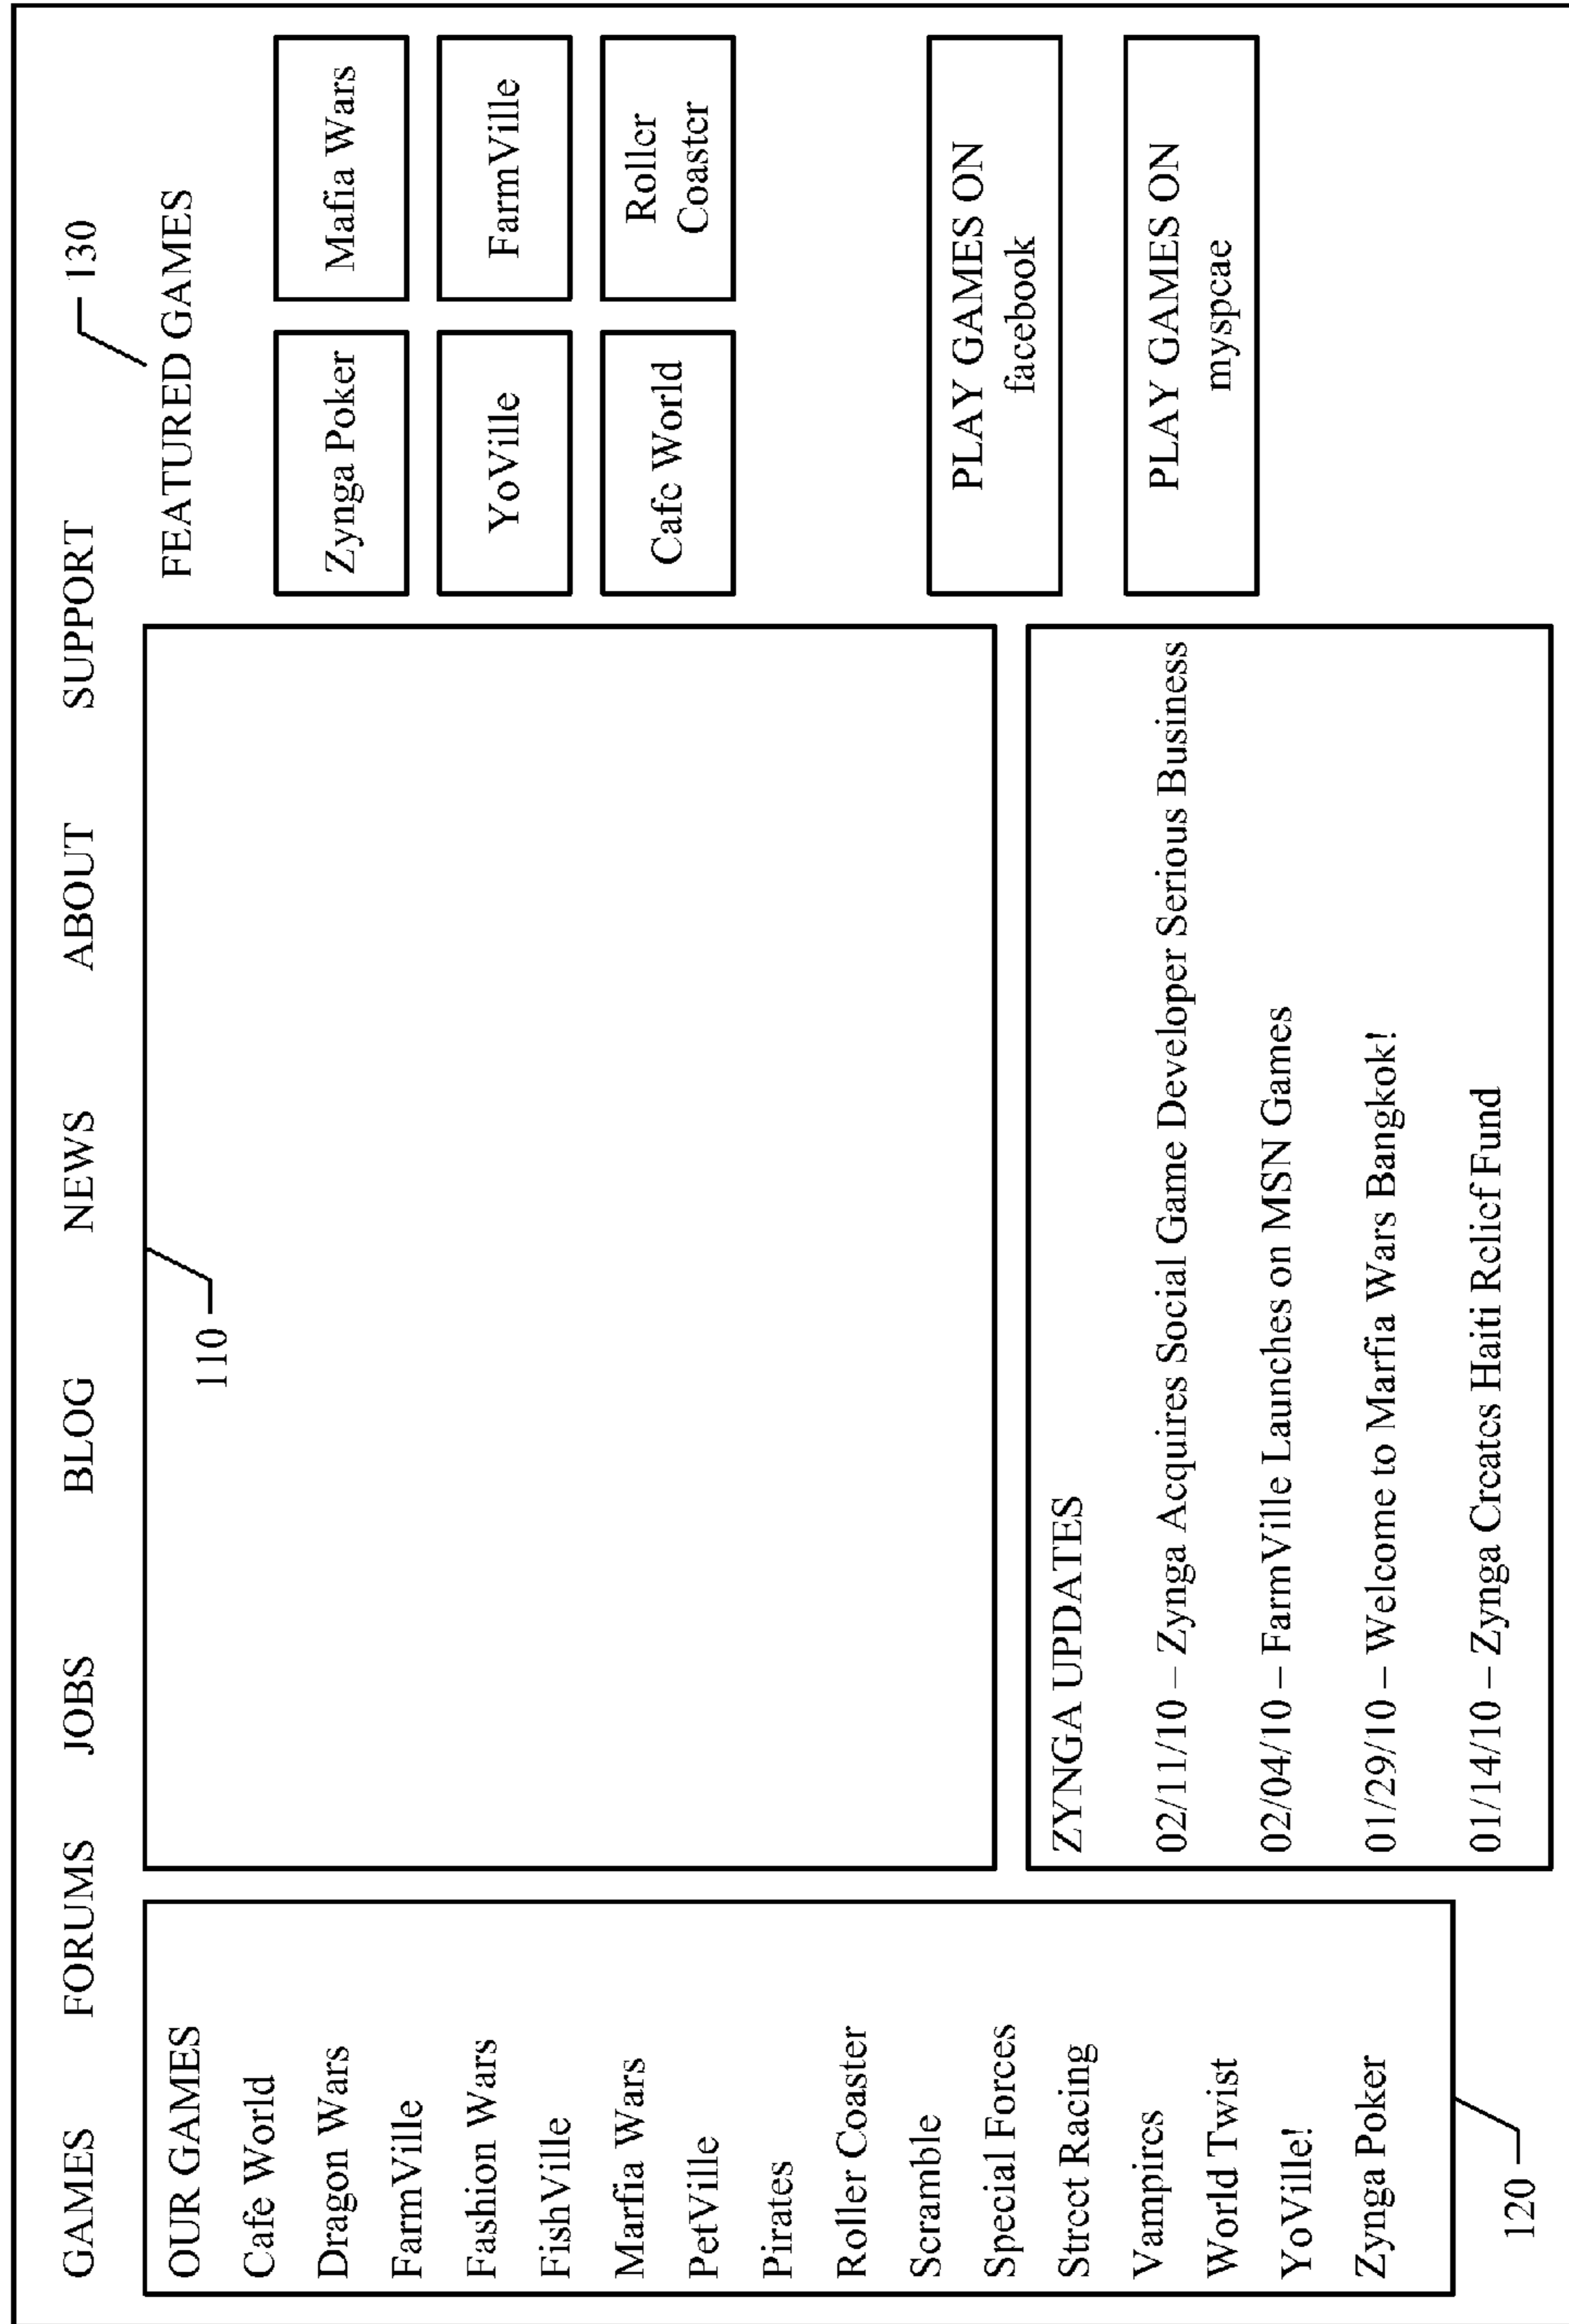 GAMES FORUMS JOBS BLOG NEWS ABOUT SUPPORT
OUR GAMES
Cafe World
Dragon Wars
FarmVille
Fashion Wars
FishVille
Marfia Wars
PetVille
Pirates
Roller Coaster
Scramble
Special Forces
Street Racing
Vampires
World Twist
YoVille!
Zynga Poker
120
110
ZYNGA UPDATES
02/11/10 – Zynga Acquires Social Game Developer Serious Business
02/04/10 – FarmVille Launches on MSN Games
01/29/10 – Welcome to Marfia Wars Bangkok!
01/14/10 – Zynga Creates Haiti Relief Fund
130
FEATURED GAMES
Zynga Poker
Mafia Wars
YoVille
FarmVille
Cafe World
Roller
Coaster
PLAY GAMES ON
facebook
PLAY GAMES ON
myspcae